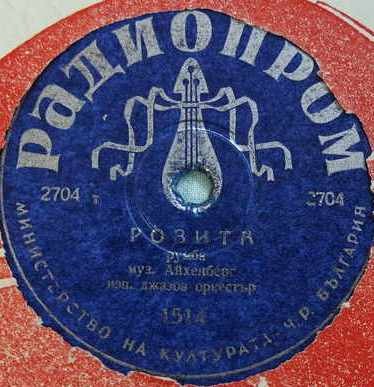 РАДИОПРОМ
2704 т
2704
РОЗИТА
румба
муз. Айхенберг
изп. джазов оркестър
1514
МИНИСТЕРСТВО НА КУЛТУРАТА. Ч.Р. БЪЛГАРИЯ